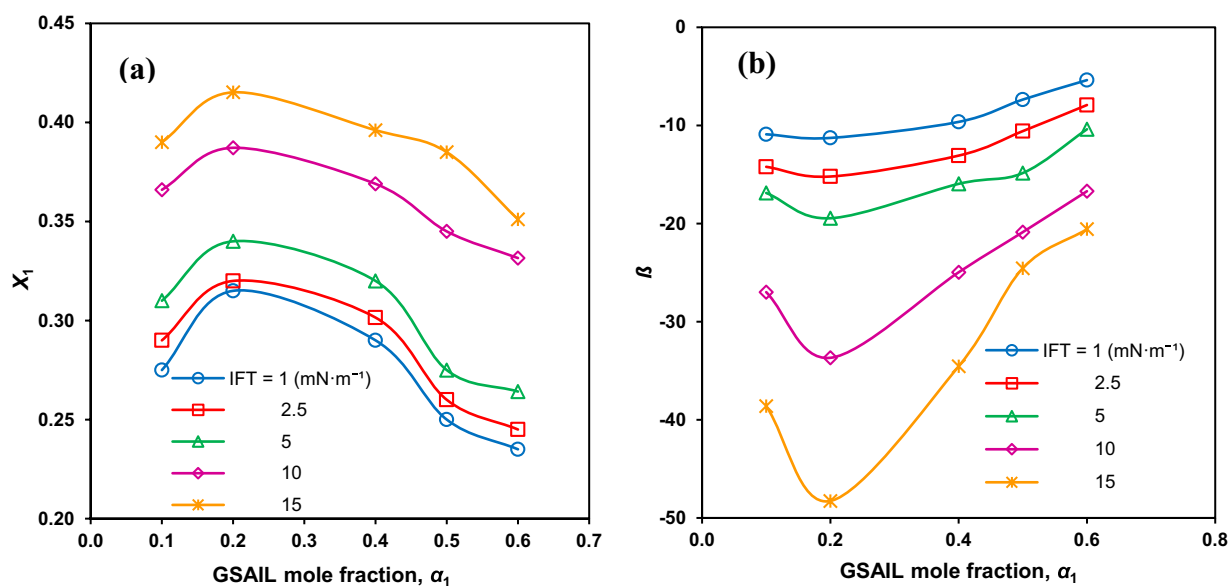 (a)
X₁
0.45
0.40
0.35
0.30
0.25
0.20
0.0 0.1 0.2 0.3 0.4 0.5 0.6 0.7
GSAIL mole fraction, α₁
IFT = 1 (mN·m⁻¹)
2.5
5
10
15
(b)
ß
0
-10
-20
-30
-40
-50
0.0 0.2 0.4 0.6 0.8
GSAIL mole fraction, α₁
IFT = 1 (mN·m⁻¹)
2.5
5
10
15